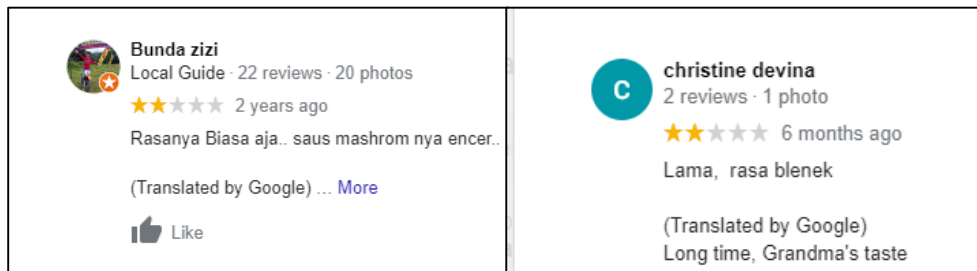 Bunda zizi
Local Guide · 22 reviews · 20 photos
2 years ago
Rasanya Biasa aja.. saus mashrom nya encer..
(Translated by Google) ... More
Like
C
christine devina
2 reviews · 1 photo
6 months ago
Lama, rasa blenek
(Translated by Google)
Long time, Grandma's taste